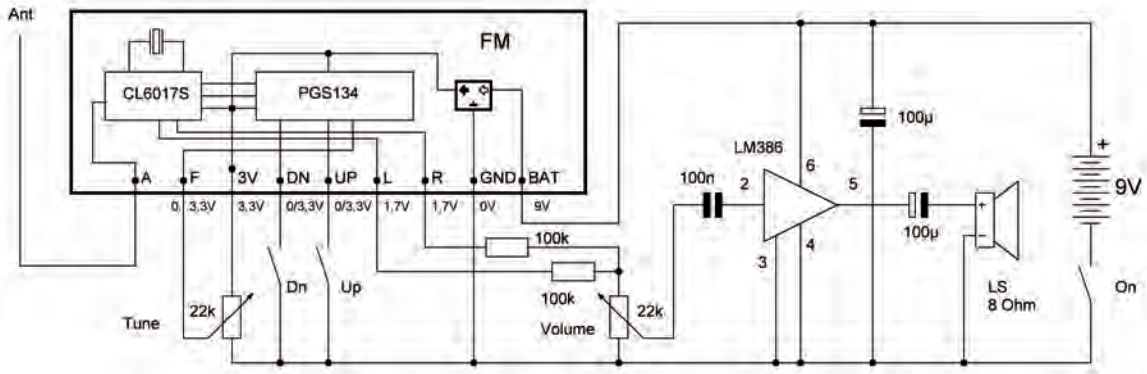 Ant
FM
CL6017S
PGS134
A F 3V DN UP L R GND BAT
0...3,3V 3,3V 0/3,3V 0/3,3V 1,7V 1,7V 0V 9V
LM386
100n
2
6
5
3
4
100µ
100µ
+
-
+
9V
100k
100k
Dn
Up
22k
Tune
22k
Volume
LS
8 Ohm
On